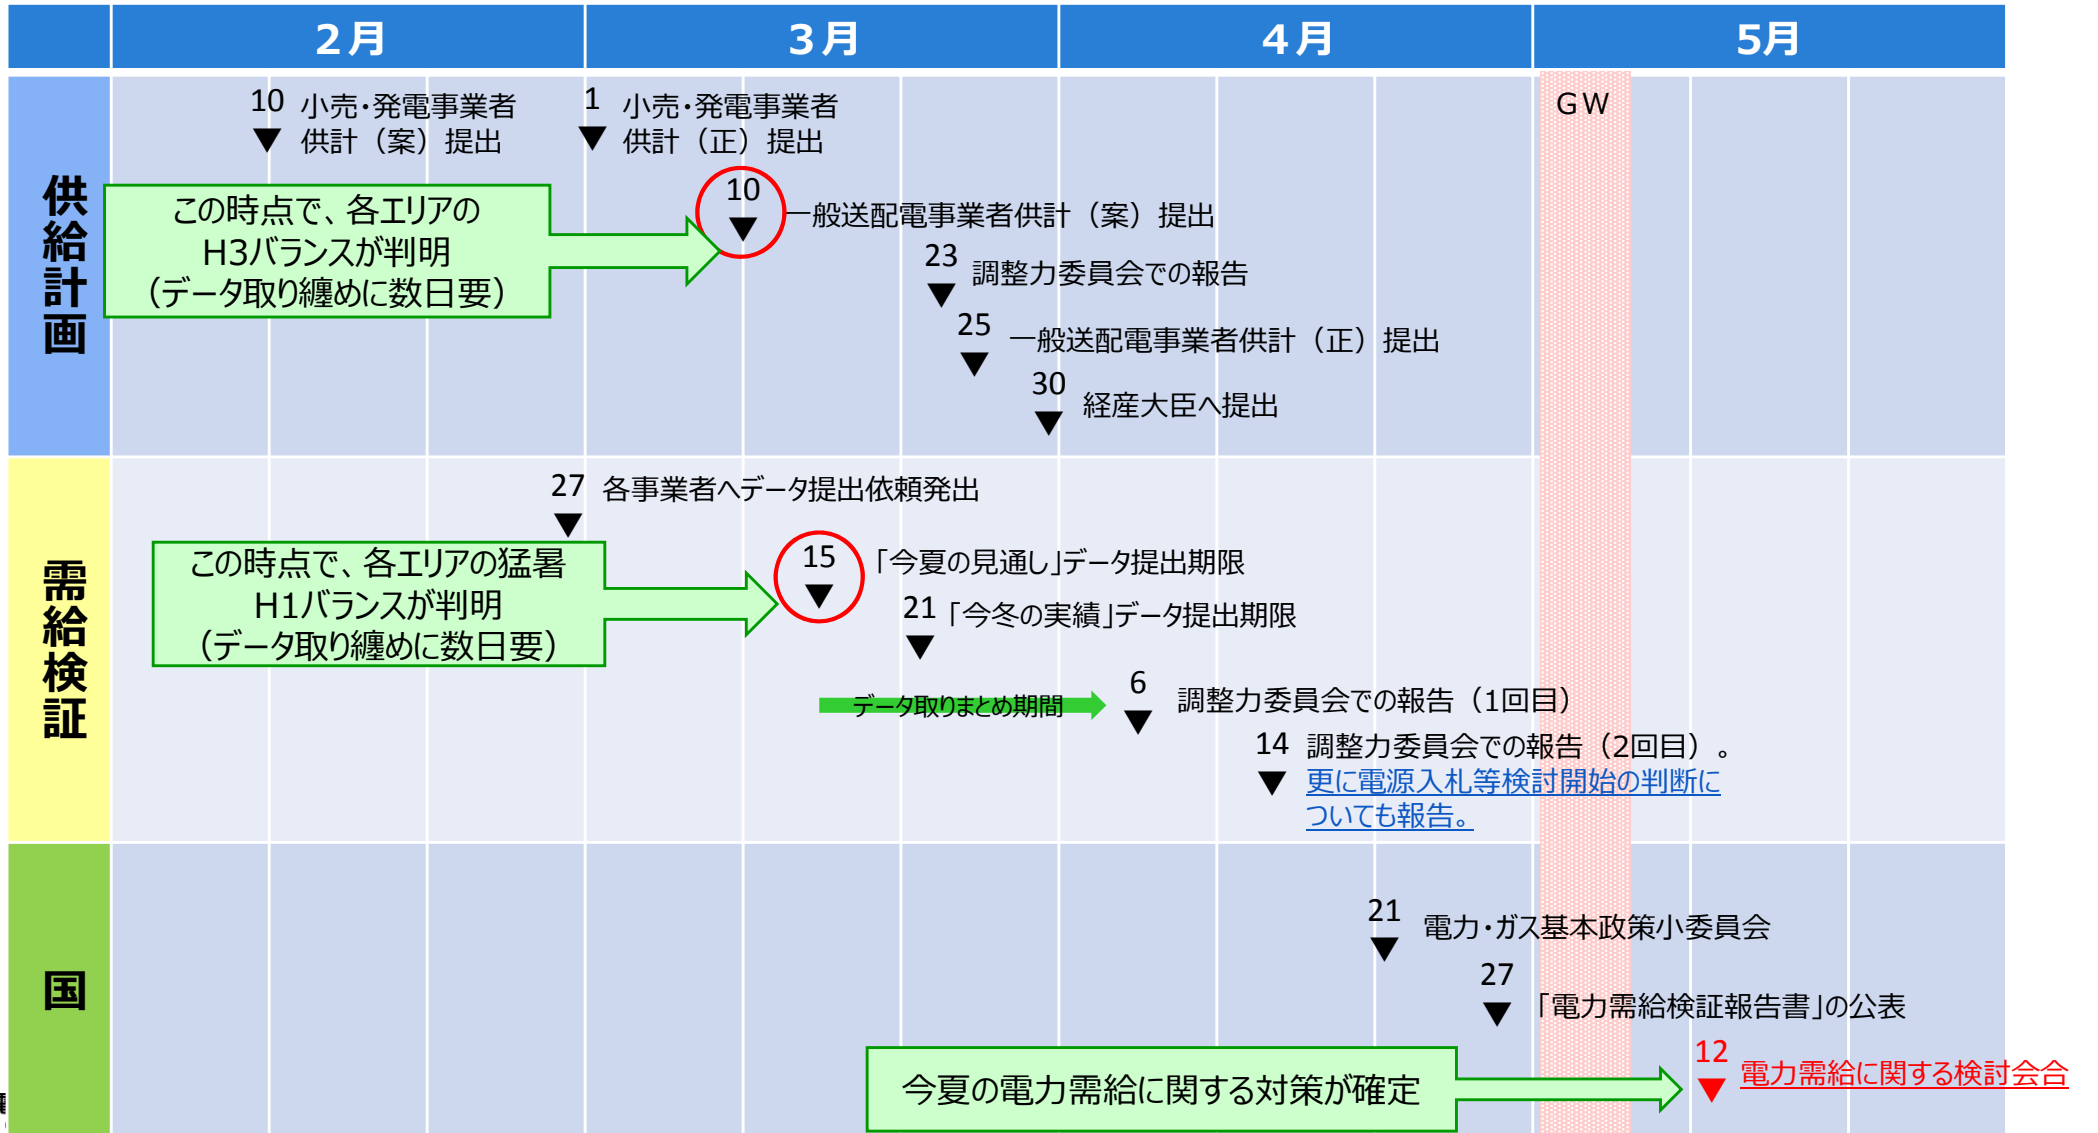 2月
3月
4月
5月
供給計画
10
小売・発電事業者
供計（案）提出
1
小売・発電事業者
供計（正）提出
GW
この時点で、各エリアの
H3バランスが判明
（データ取り纏めに数日要）
10
一般送配電事業者供計（案）提出
23
調整力委員会での報告
25
一般送配電事業者供計（正）提出
30
経産大臣へ提出
需給検証
27
各事業者へデータ提出依頼発出
この時点で、各エリアの猛暑
H1バランスが判明
（データ取り纏めに数日要）
15
「今夏の見通し」データ提出期限
21
「今冬の実績」データ提出期限
データ取りまとめ期間
6
調整力委員会での報告（1回目）
14
調整力委員会での報告（2回目）。
更に電源入札等検討開始の判断に
ついても報告。
国
21
電力・ガス基本政策小委員会
27
「電力需給検証報告書」の公表
今夏の電力需給に関する対策が確定
12
電力需給に関する検討会合